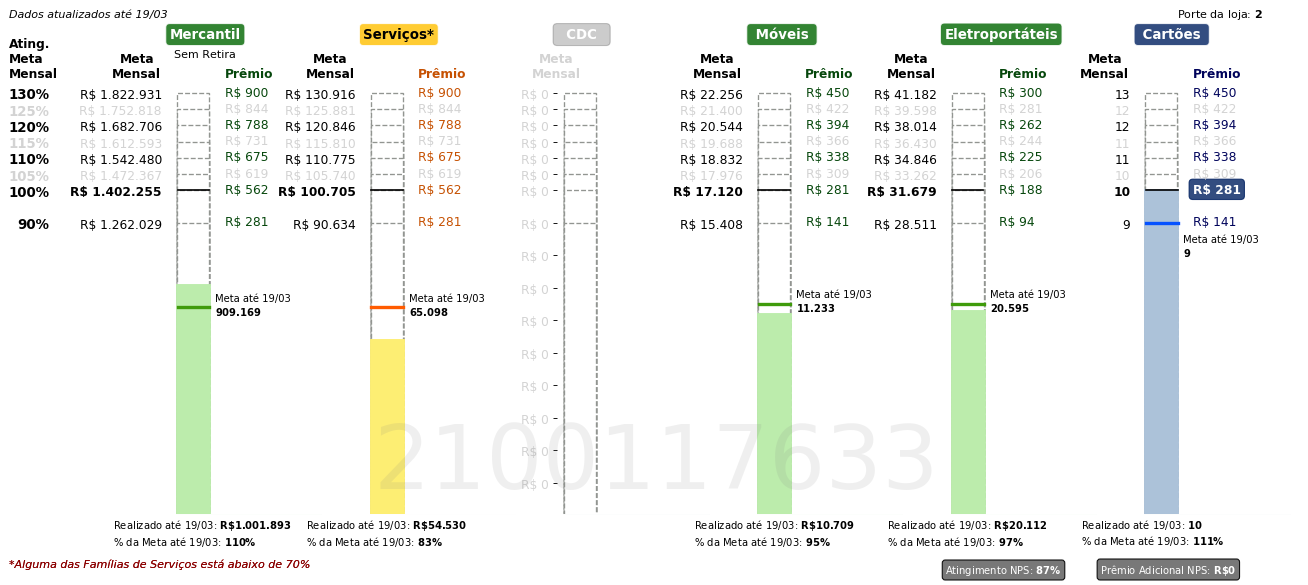 Dados atualizados até 19/03
Porte da loja: 2
Mercantil Serviços* CDC Móveis Eletroportáteis Cartões
Sem Retira
Ating. Meta Mensal
Meta Mensal Prêmio Meta Mensal Prêmio Meta Mensal Meta Mensal Prêmio Meta Mensal Prêmio Meta Mensal Prêmio
130% R$ 1.822.931 R$ 900 R$ 130.916 R$ 900 R$ 0 R$ 22.256 R$ 450 R$ 41.182 R$ 300 13 R$ 450
125% R$ 1.752.818 R$ 844 R$ 125.881 R$ 844 R$ 0 R$ 21.400 R$ 422 R$ 39.598 R$ 281 12 R$ 422
120% R$ 1.682.706 R$ 788 R$ 120.846 R$ 788 R$ 0 R$ 20.544 R$ 394 R$ 38.014 R$ 262 12 R$ 394
115% R$ 1.612.593 R$ 731 R$ 115.810 R$ 731 R$ 0 R$ 19.688 R$ 366 R$ 36.430 R$ 244 11 R$ 366
110% R$ 1.542.480 R$ 675 R$ 110.775 R$ 675 R$ 0 R$ 18.832 R$ 338 R$ 34.846 R$ 225 11 R$ 338
105% R$ 1.472.367 R$ 619 R$ 105.740 R$ 619 R$ 0 R$ 17.976 R$ 309 R$ 33.262 R$ 206 10 R$ 309
100% R$ 1.402.255 R$ 562 R$ 100.705 R$ 562 R$ 0 R$ 17.120 R$ 281 R$ 31.679 R$ 188 10 R$ 281
90% R$ 1.262.029 R$ 281 R$ 90.634 R$ 281 R$ 0 R$ 15.408 R$ 141 R$ 28.511 R$ 94 9 R$ 141
Meta até 19/03
9
R$ 0
R$ 0
Meta até 19/03 Meta até 19/03 Meta até 19/03 Meta até 19/03
909.169 65.098 11.233 20.595
R$ 0
R$ 0
R$ 0
R$ 0
R$ 0
R$ 0
2100117633
Realizado até 19/03: R$1.001.893 Realizado até 19/03: R$54.530 Realizado até 19/03: R$10.709 Realizado até 19/03: R$20.112 Realizado até 19/03: 10
% da Meta até 19/03: 110% % da Meta até 19/03: 83% % da Meta até 19/03: 95% % da Meta até 19/03: 97% % da Meta até 19/03: 111%
*Alguma das Famílias de Serviços está abaixo de 70%
Atingimento NPS: 87% Prêmio Adicional NPS: R$0